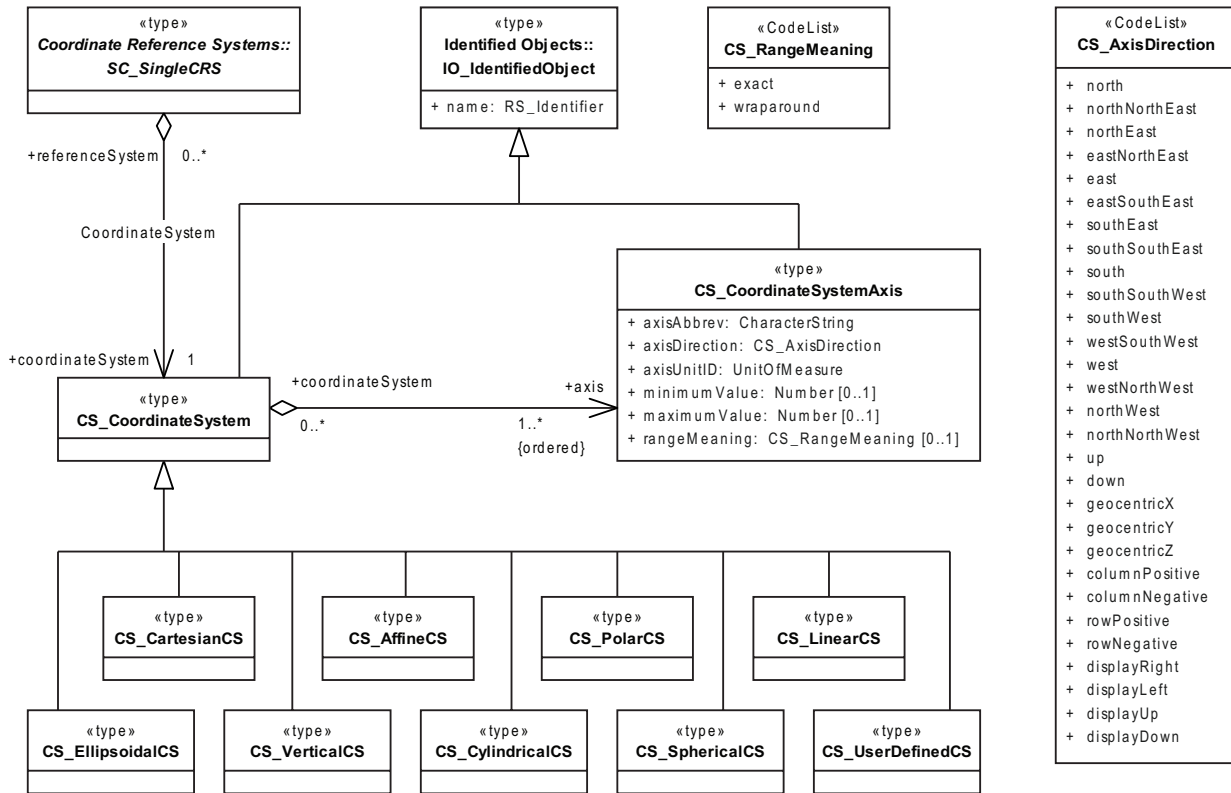 «type»
Coordinate Reference Systems::
SC_SingleCRS
«type»
Identified Objects::
IO_IdentifiedObject
+ name: RS_Identifier
«CodeList»
CS_RangeMeaning
+ exact
+ wraparound
«CodeList»
CS_AxisDirection
+ north
+ northNorthEast
+ northEast
+ eastNorthEast
+ east
+ eastSouthEast
+ southEast
+ southSouthEast
+ south
+ southSouthWest
+ southWest
+ westSouthWest
+ west
+ westNorthWest
+ northWest
+ northNorthWest
+ up
+ down
+ geocentricX
+ geocentricY
+ geocentricZ
+ columnPositive
+ columnNegative
+ rowPositive
+ rowNegative
+ displayRight
+ displayLeft
+ displayUp
+ displayDown
+referenceSystem 0..*
CoordinateSystem
+coordinateSystem 1
«type»
CS_CoordinateSystemAxis
+ axisAbbrev: CharacterString
+ axisDirection: CS_AxisDirection
+ axisUnitID: UnitOfMeasure
+ minimumValue: Number [0..1]
+ maximumValue: Number [0..1]
+ rangeMeaning: CS_RangeMeaning [0..1]
«type»
CS_CoordinateSystem
+coordinateSystem
0..*
+axis
1..*
{ordered}
«type»
CS_CartesianCS
«type»
CS_AffineCS
«type»
CS_PolarCS
«type»
CS_LinearCS
«type»
CS_EllipsoidalCS
«type»
CS_VerticalCS
«type»
CS_CylindricalCS
«type»
CS_SphericalCS
«type»
CS_UserDefinedCS